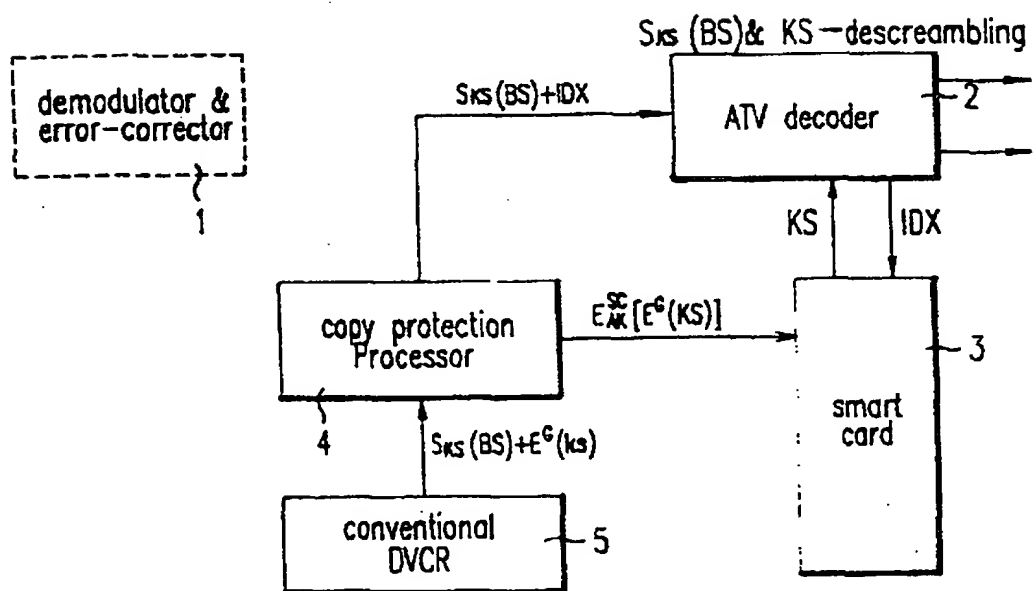 SKS (BS)& KS-descreambling
demodulator &
error-corrector
1
SKS(BS)+IDX
ATV decoder
2
KS
IDX
copy protection
Processor
4
E^SC_AK[E^G(KS)]
smart
card
3
SKS(BS)+E^G(ks)
conventional
DVCR
5